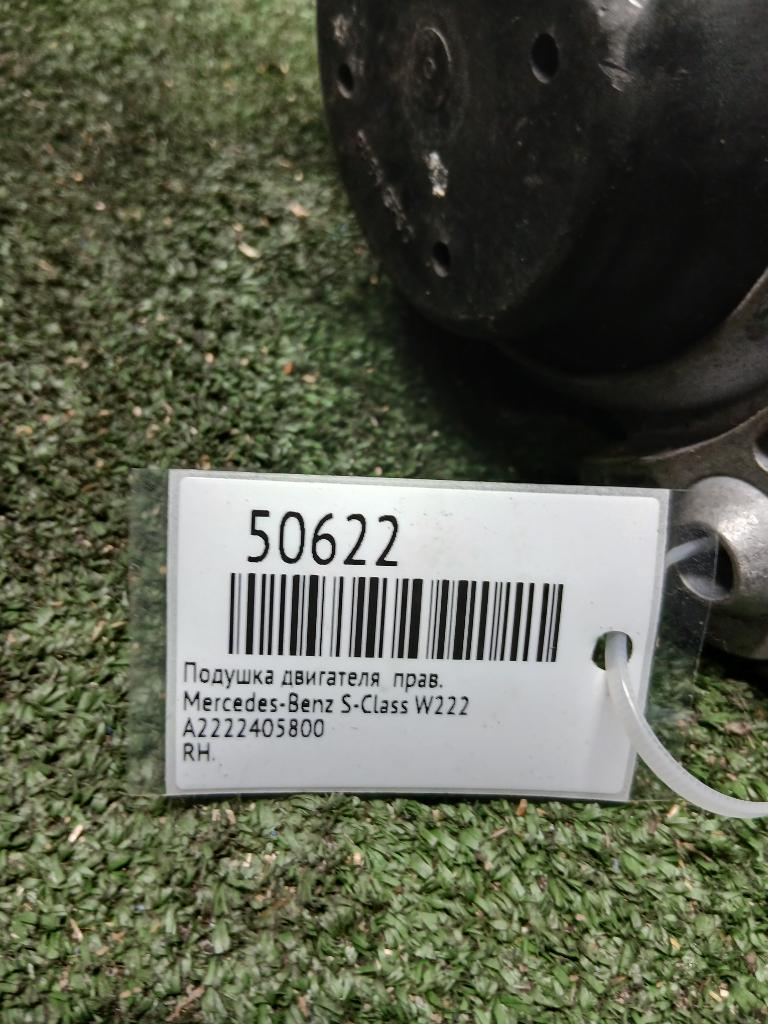 50622
Подушка двигателя прав.
Mercedes-Benz S-Class W222
A2222405800
RH.